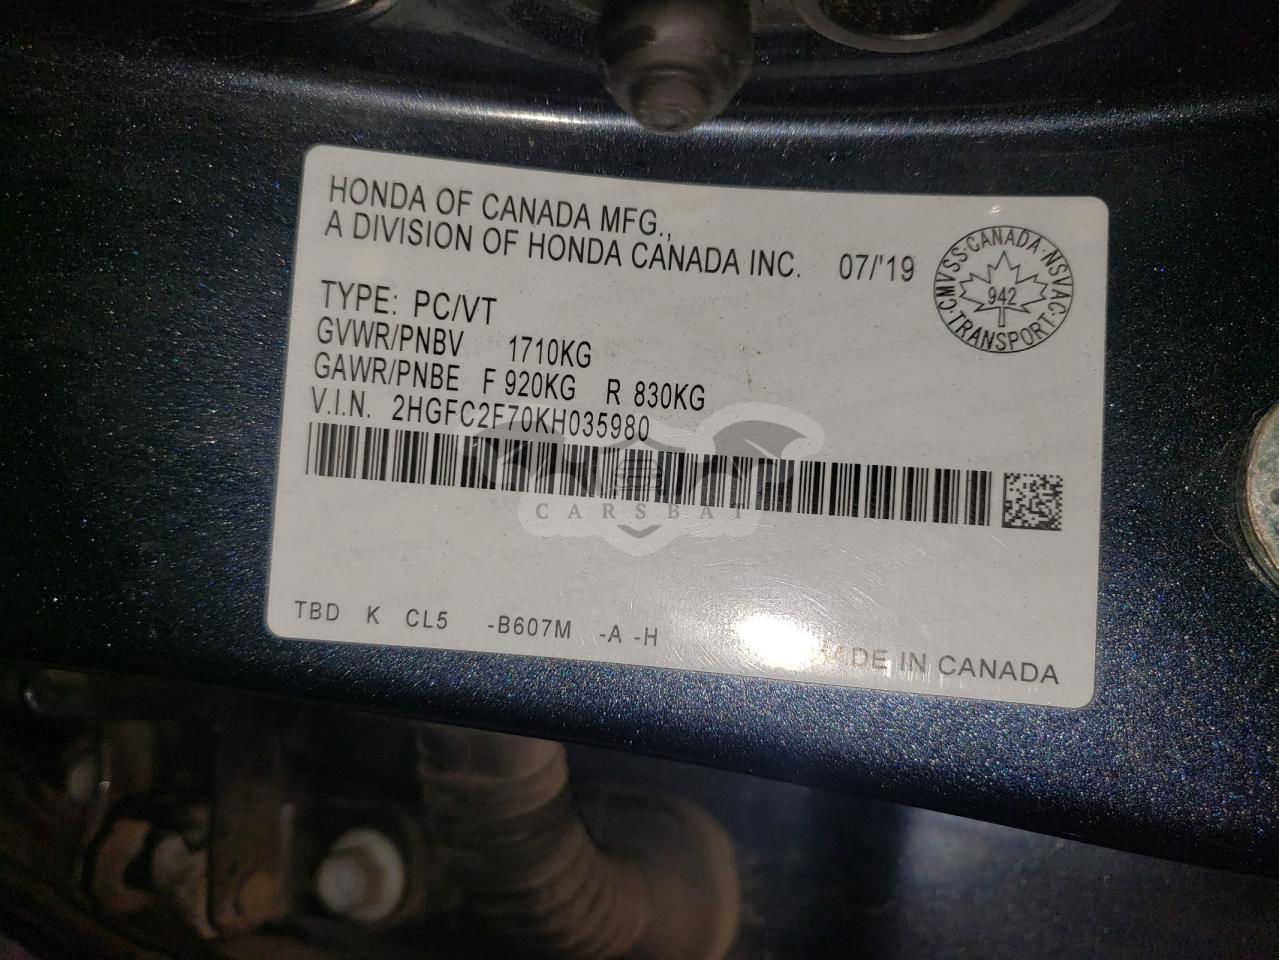 HONDA OF CANADA MFG.,
A DIVISION OF HONDA CANADA INC. 07/'19
CMVSS·CANADA·NSVAC·TRANSPORT·
942
TYPE: PC/VT
GVWR/PNBV 1710KG
GAWR/PNBE F 920KG R 830KG
V.I.N. 2HGFC2F70KH035980
CARSBAT
TBD K CL5 -B607M -A -H
MADE IN CANADA